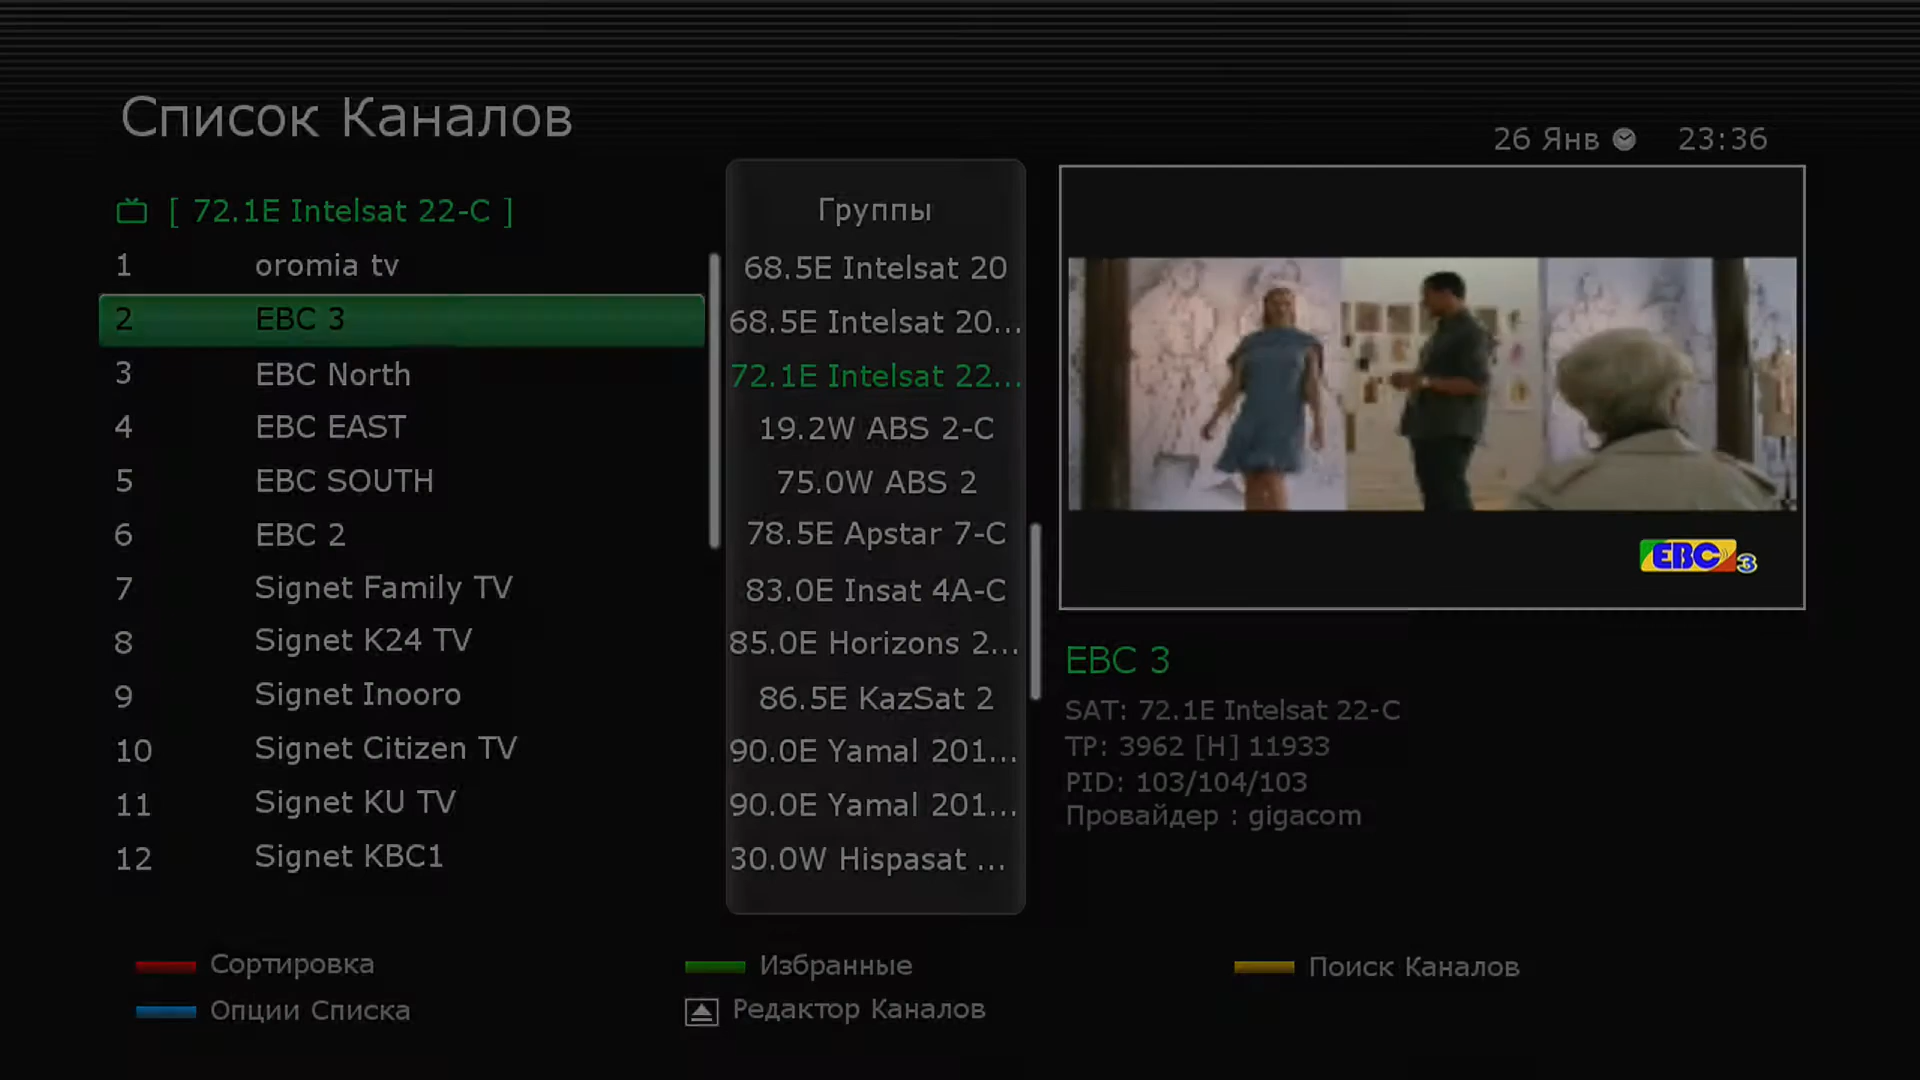 Список Каналов
26 Янв 23:36
[ 72.1E Intelsat 22-C ]
1 oromia tv
2 EBC 3
3 EBC North
4 EBC EAST
5 EBC SOUTH
6 EBC 2
7 Signet Family TV
8 Signet K24 TV
9 Signet Inooro
10 Signet Citizen TV
11 Signet KU TV
12 Signet KBC1
Группы
68.5E Intelsat 20
68.5E Intelsat 20...
72.1E Intelsat 22...
19.2W ABS 2-C
75.0W ABS 2
78.5E Apstar 7-C
83.0E Insat 4A-C
85.0E Horizons 2...
86.5E KazSat 2
90.0E Yamal 201...
90.0E Yamal 201...
30.0W Hispasat ...
EBC 3
EBC 3
SAT: 72.1E Intelsat 22-C
TP: 3962 [H] 11933
PID: 103/104/103
Провайдер : gigacom
Сортировка
Избранные
Поиск Каналов
Опции Списка
Редактор Каналов